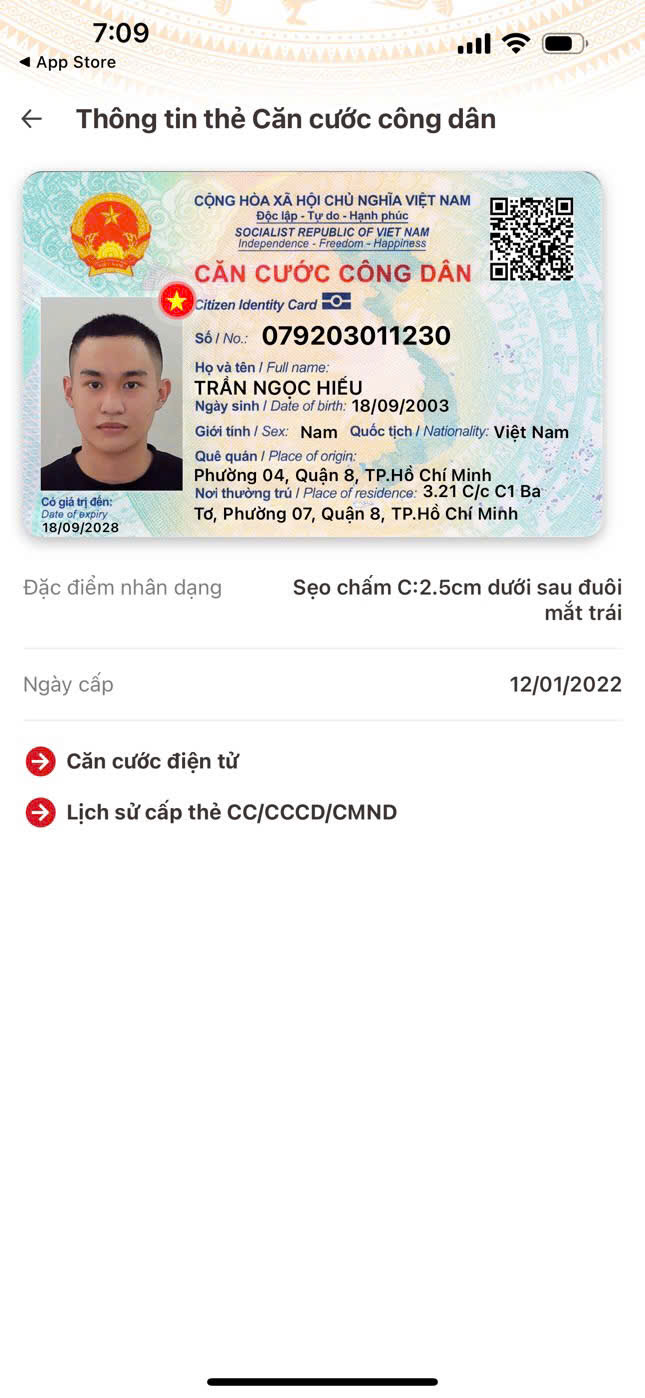 7:09
◀ App Store
Thông tin thẻ Căn cước công dân
CỘNG HÒA XÃ HỘI CHỦ NGHĨA VIỆT NAM
Độc lập - Tự do - Hạnh phúc
SOCIALIST REPUBLIC OF VIET NAM
Independence - Freedom - Happiness
CĂN CƯỚC CÔNG DÂN
Citizen Identity Card
Số / No.: 079203011230
Họ và tên / Full name:
TRẦN NGỌC HIẾU
Ngày sinh / Date of birth: 18/09/2003
Giới tính / Sex: Nam Quốc tịch / Nationality: Việt Nam
Quê quán / Place of origin:
Phường 04, Quận 8, TP.Hồ Chí Minh
Nơi thường trú / Place of residence: 3.21 C/c C1 Ba
Tơ, Phường 07, Quận 8, TP.Hồ Chí Minh
Có giá trị đến:
Date of expiry
18/09/2028
Đặc điểm nhân dạng Sẹo chấm C:2.5cm dưới sau đuôi
mắt trái
Ngày cấp 12/01/2022
Căn cước điện tử
Lịch sử cấp thẻ CC/CCCD/CMND